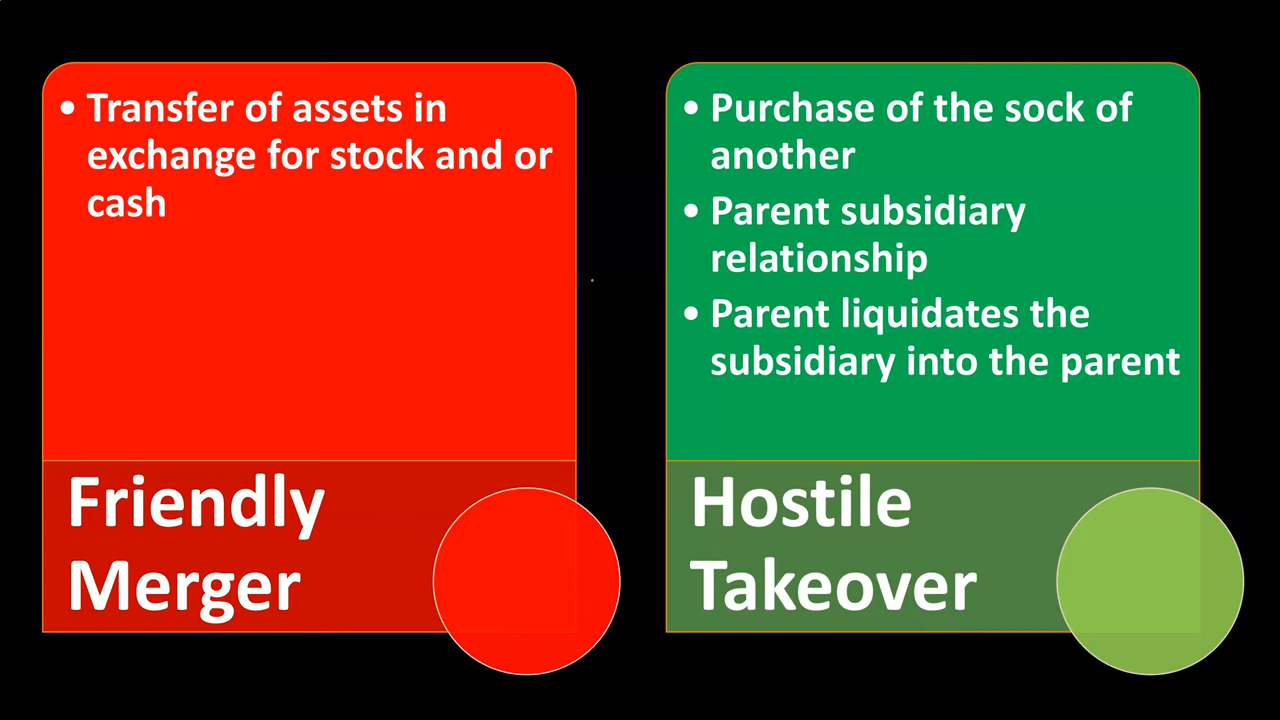 • Transfer of assets in
exchange for stock and or
cash
Friendly
Merger
• Purchase of the sock of
another
• Parent subsidiary
relationship
• Parent liquidates the
subsidiary into the parent
Hostile
Takeover